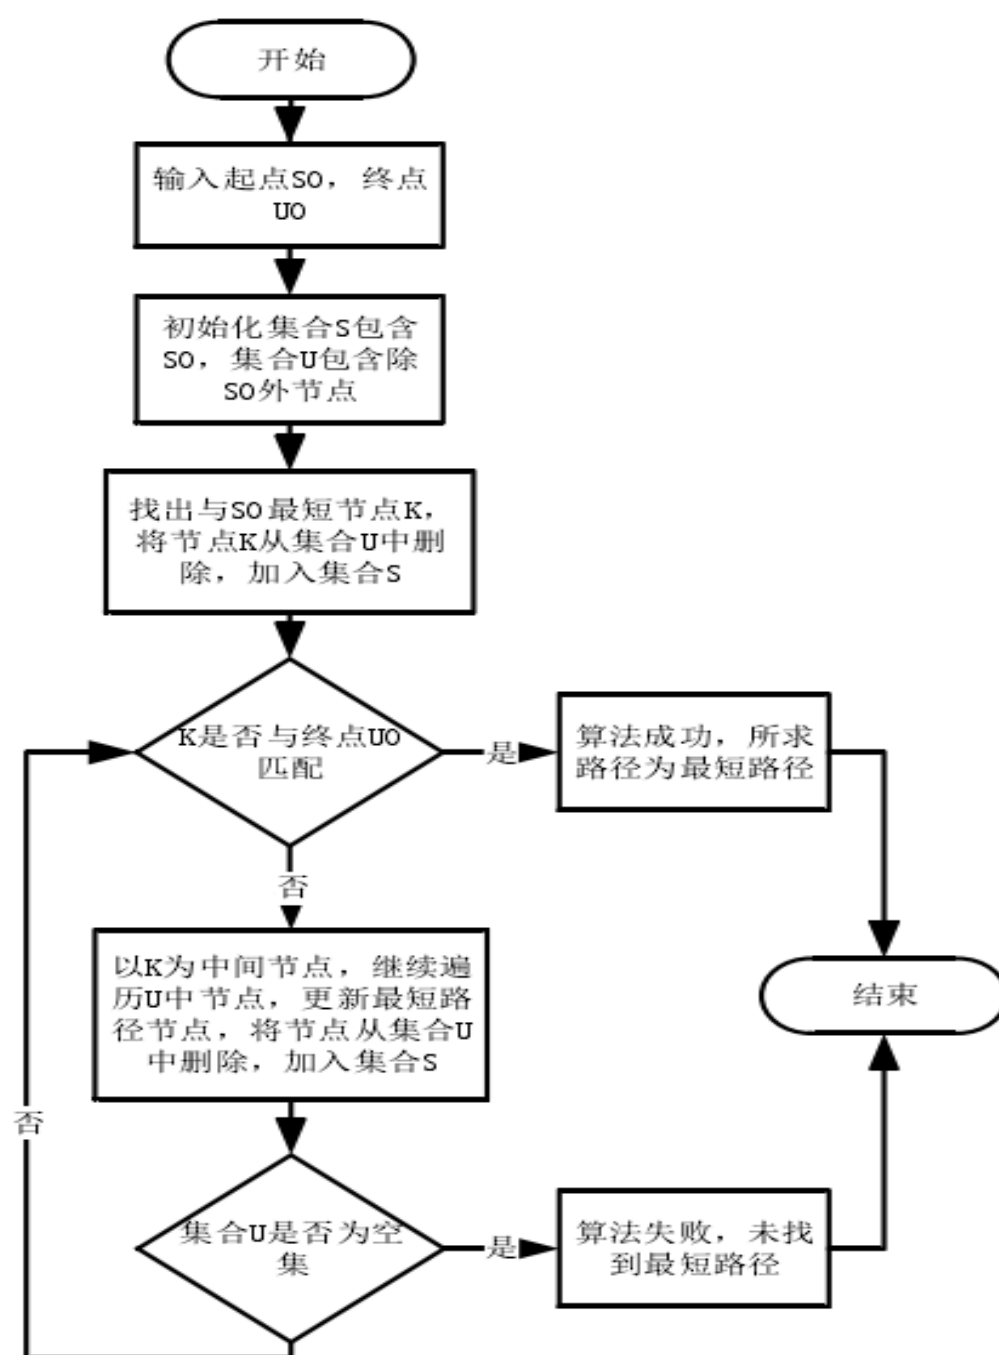 开始
输入起点SO，终点
UO
初始化集合S包含
SO，集合U包含除
SO外节点
找出与SO最短节点K，
将节点K从集合U中删
除，加入集合S
K是否与终点UO
匹配
是
算法成功，所求
路径为最短路径
否
以K为中间节点，继续遍
历U中节点，更新最短路
径节点，将节点从集合U
中删除，加入集合S
结束
否
集合U是否为空
集
是
算法失败，未找
到最短路径